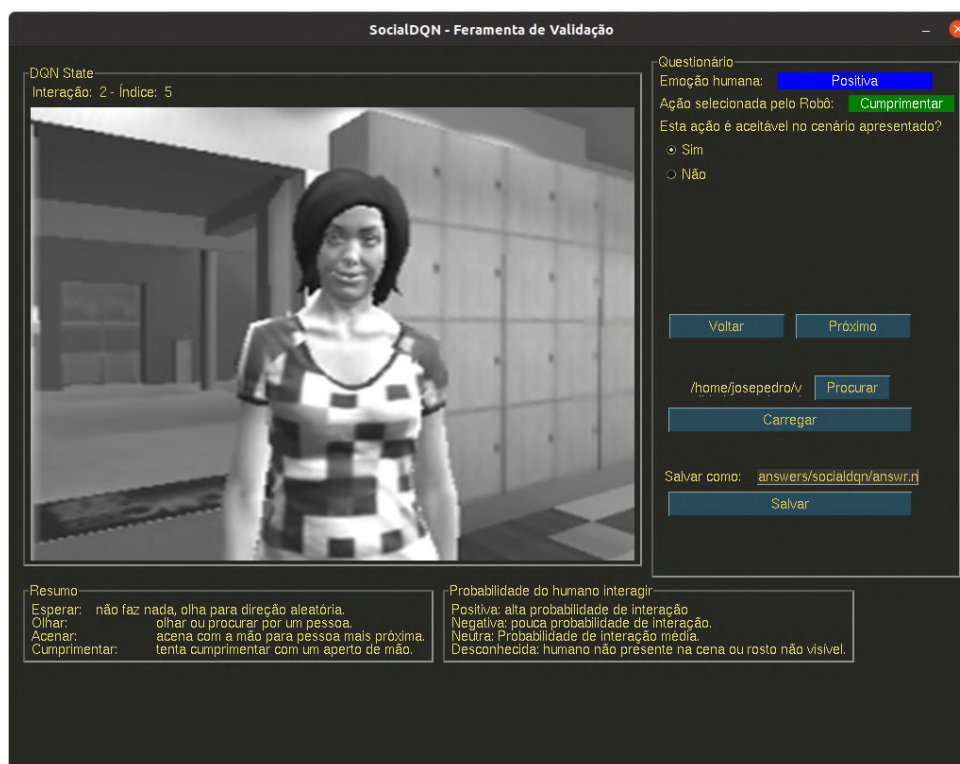 SocialDQN - Feramenta de Validação
DQN State
Interação: 2 - Índice: 5
Questionário
Emoção humana: Positiva
Ação selecionada pelo Robô: Cumprimentar
Esta ação é aceitável no cenário apresentado?
Sim
Não
Voltar Próximo
/home/josepedro/v Procurar
Carregar
Salvar como: answers/socialdqn/answr.n
Salvar
Resumo
Esperar: não faz nada, olha para direção aleatória.
Olhar: olhar ou procurar por um pessoa.
Acenar: acena com a mão para pessoa mais próxima.
Cumprimentar: tenta cumprimentar com um aperto de mão.
Probabilidade do humano interagir
Positiva: alta probabilidade de interação
Negativa: pouca probabilidade de interação.
Neutra: Probabilidade de interação média.
Desconhecida: humano não presente na cena ou rosto não visível.